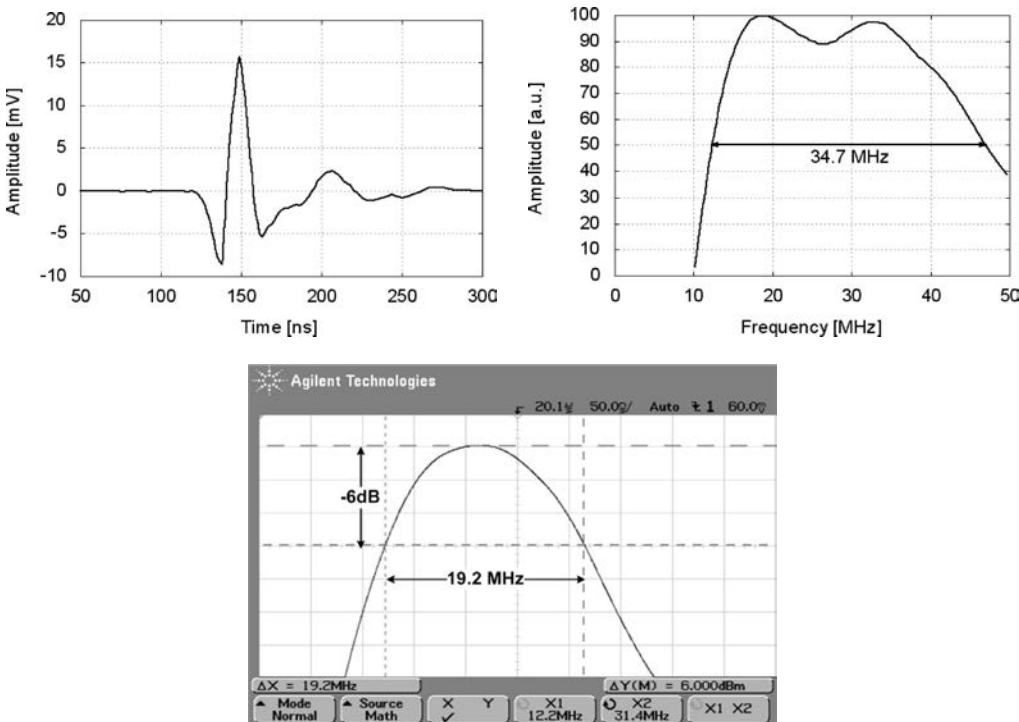 20
15
10
5
0
-5
-10
Amplitude [mV]
50 100 150 200 250 300
Time [ns]
100
90
80
70
60
50
40
30
20
10
0
Amplitude [a.u.]
34.7 MHz
0 10 20 30 40 50
Frequency [MHz]
Agilent Technologies
50.0 Auto 1
-6dB
19.2 MHz
ΔX = 19.2MHz ΔY(M) = 6.000dBm
Mode Source X Y X1 X2 X1 X2
Normal Math ✓ 12.2MHz 31.4MHz